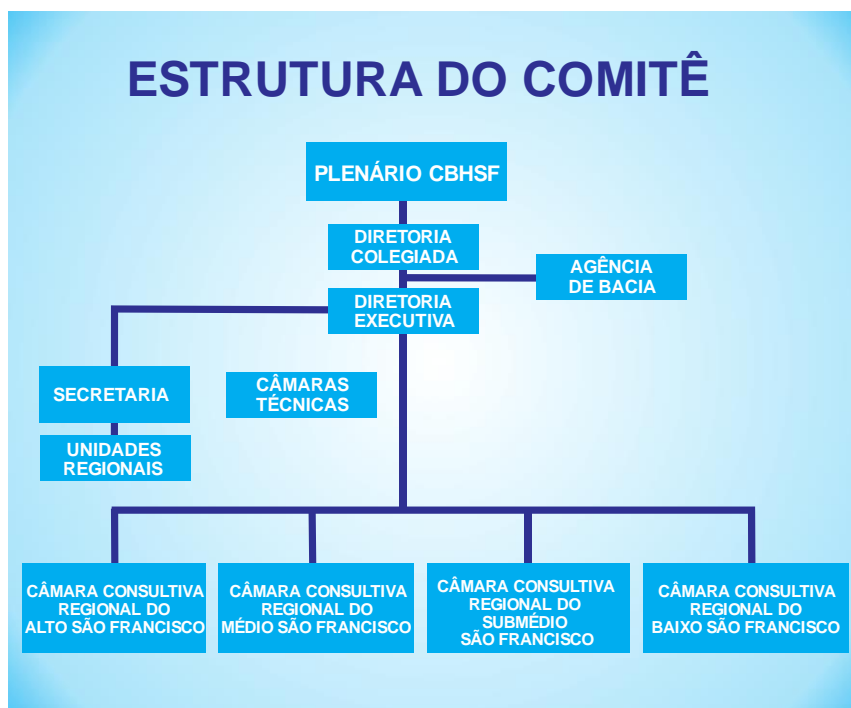 ESTRUTURA DO COMITÊ
PLENÁRIO CBHSF
DIRETORIA
COLEGIADA
AGÊNCIA
DE BACIA
DIRETORIA
EXECUTIVA
SECRETARIA
CÂMARAS
TÉCNICAS
UNIDADES
REGIONAIS
CÂMARA CONSULTIVA
REGIONAL DO
ALTO SÃO FRANCISCO
CÂMARA CONSULTIVA
REGIONAL DO
MÉDIO SÃO FRANCISCO
CÂMARA CONSULTIVA
REGIONAL DO
SUBMÉDIO
SÃO FRANCISCO
CÂMARA CONSULTIVA
REGIONAL DO
BAIXO SÃO FRANCISCO